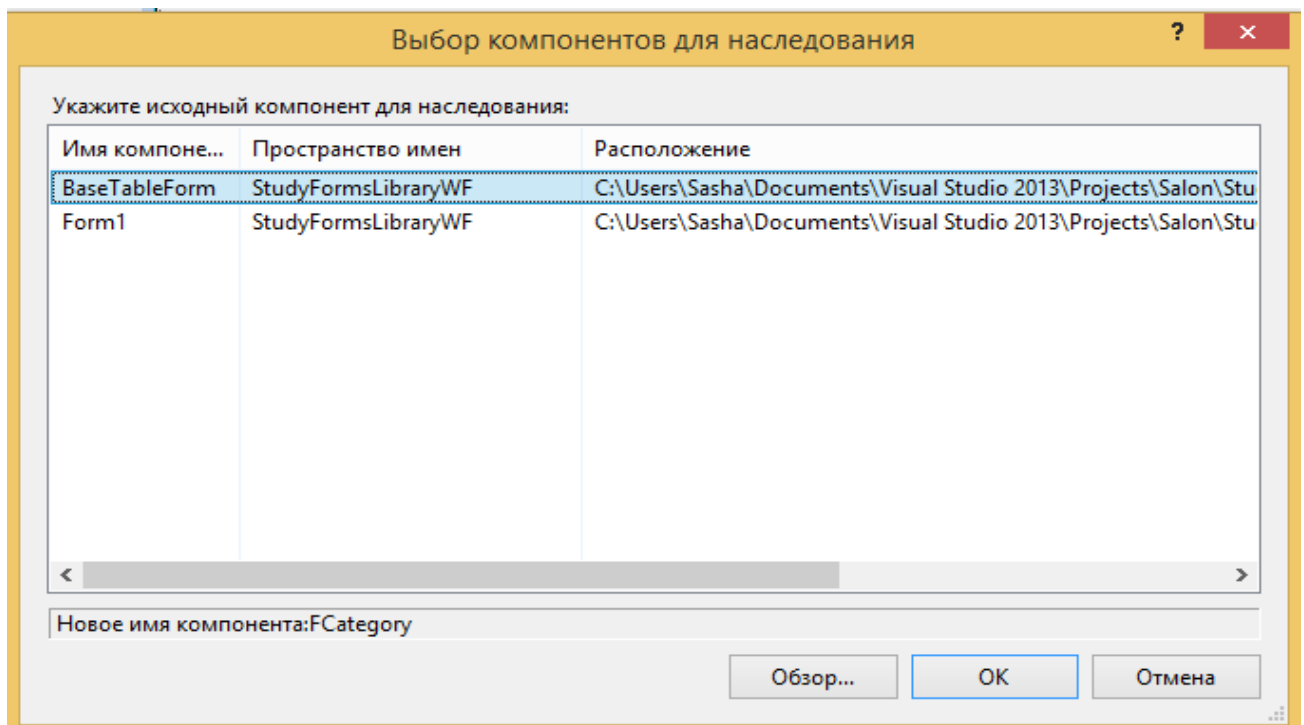 Выбор компонентов для наследования
?
Укажите исходный компонент для наследования:
Имя компоне... Пространство имен Расположение
BaseTableForm StudyFormsLibraryWF C:\Users\Sasha\Documents\Visual Studio 2013\Projects\Salon\Stu
Form1 StudyFormsLibraryWF C:\Users\Sasha\Documents\Visual Studio 2013\Projects\Salon\Stu
Новое имя компонента:FCategory
Обзор... ОК Отмена